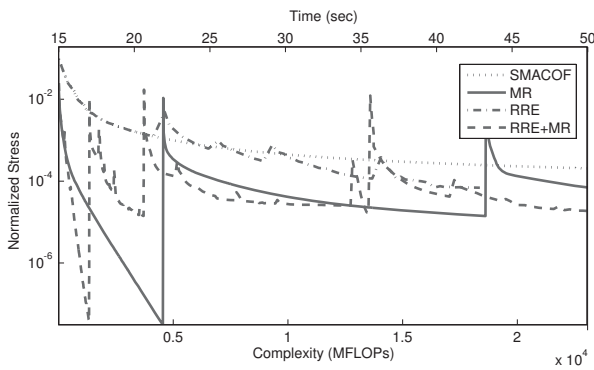 Time (sec)
15 20 25 30 35 40 45 50
Normalized Stress
10^-2
10^-4
10^-6
SMACOF
MR
RRE
RRE+MR
0.5 1 1.5 2
Complexity (MFLOPs)
x 10^4